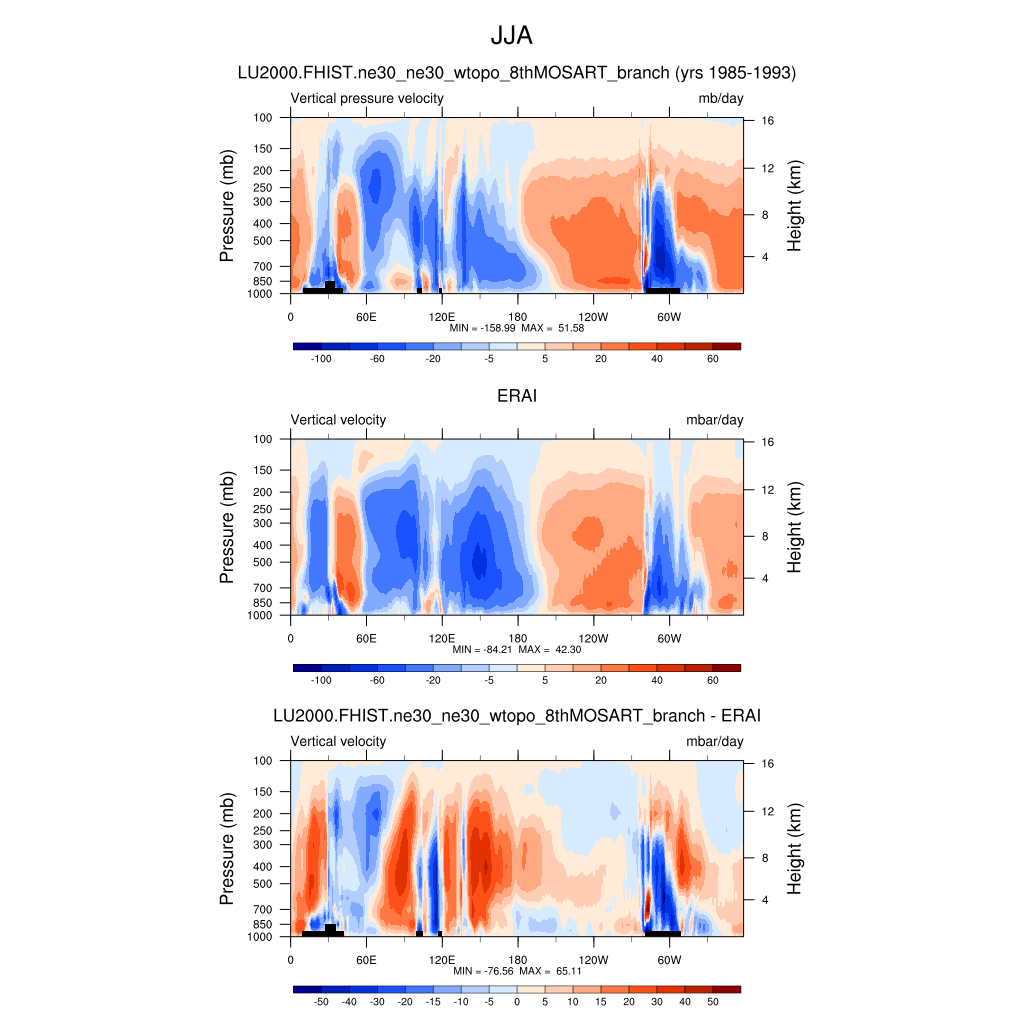 JJA
LU2000.FHIST.ne30_ne30_wtopo_8thMOSART_branch (yrs 1985-1993)
Vertical pressure velocity mb/day
Pressure (mb)
100
150
200
250
300
400
500
700
850
1000
16
12
8
4
Height (km)
0 60E 120E 180 120W 60W
MIN = -158.99 MAX = 51.58
-100 -60 -20 -5 5 20 40 60
ERAI
Vertical velocity mbar/day
Pressure (mb)
100
150
200
250
300
400
500
700
850
1000
16
12
8
4
Height (km)
0 60E 120E 180 120W 60W
MIN = -84.21 MAX = 42.30
-100 -60 -20 -5 5 20 40 60
LU2000.FHIST.ne30_ne30_wtopo_8thMOSART_branch - ERAI
Vertical velocity mbar/day
Pressure (mb)
100
150
200
250
300
400
500
700
850
1000
16
12
8
4
Height (km)
0 60E 120E 180 120W 60W
MIN = -76.56 MAX = 65.11
-50 -40 -30 -20 -15 -10 -5 0 5 10 15 20 30 40 50